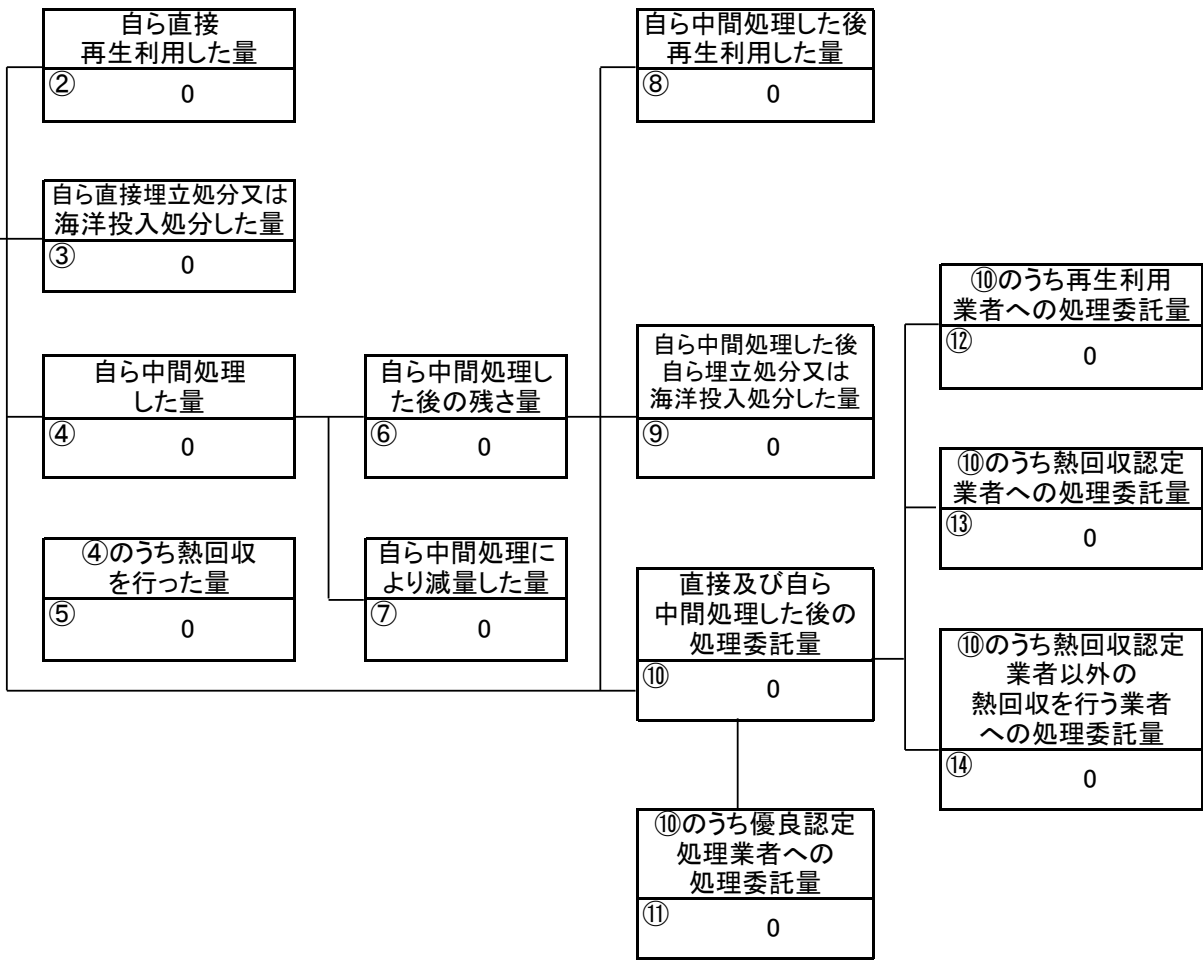 自ら直接
再生利用した量
②
0
自ら中間処理した後
再生利用した量
⑧
0
自ら直接埋立処分又は
海洋投入処分した量
③
0
⑩のうち再生利用
業者への処理委託量
⑫
0
自ら中間処理
した量
④
0
自ら中間処理し
た後の残さ量
⑥
0
自ら中間処理した後
自ら埋立処分又は
海洋投入処分した量
⑨
0
⑩のうち熱回収認定
業者への処理委託量
⑬
0
④のうち熱回収
を行った量
⑤
0
自ら中間処理に
より減量した量
⑦
0
直接及び自ら
中間処理した後の
処理委託量
⑩
0
⑩のうち熱回収認定
業者以外の
熱回収を行う業者
への処理委託量
⑭
0
⑩のうち優良認定
処理業者への
処理委託量
⑪
0